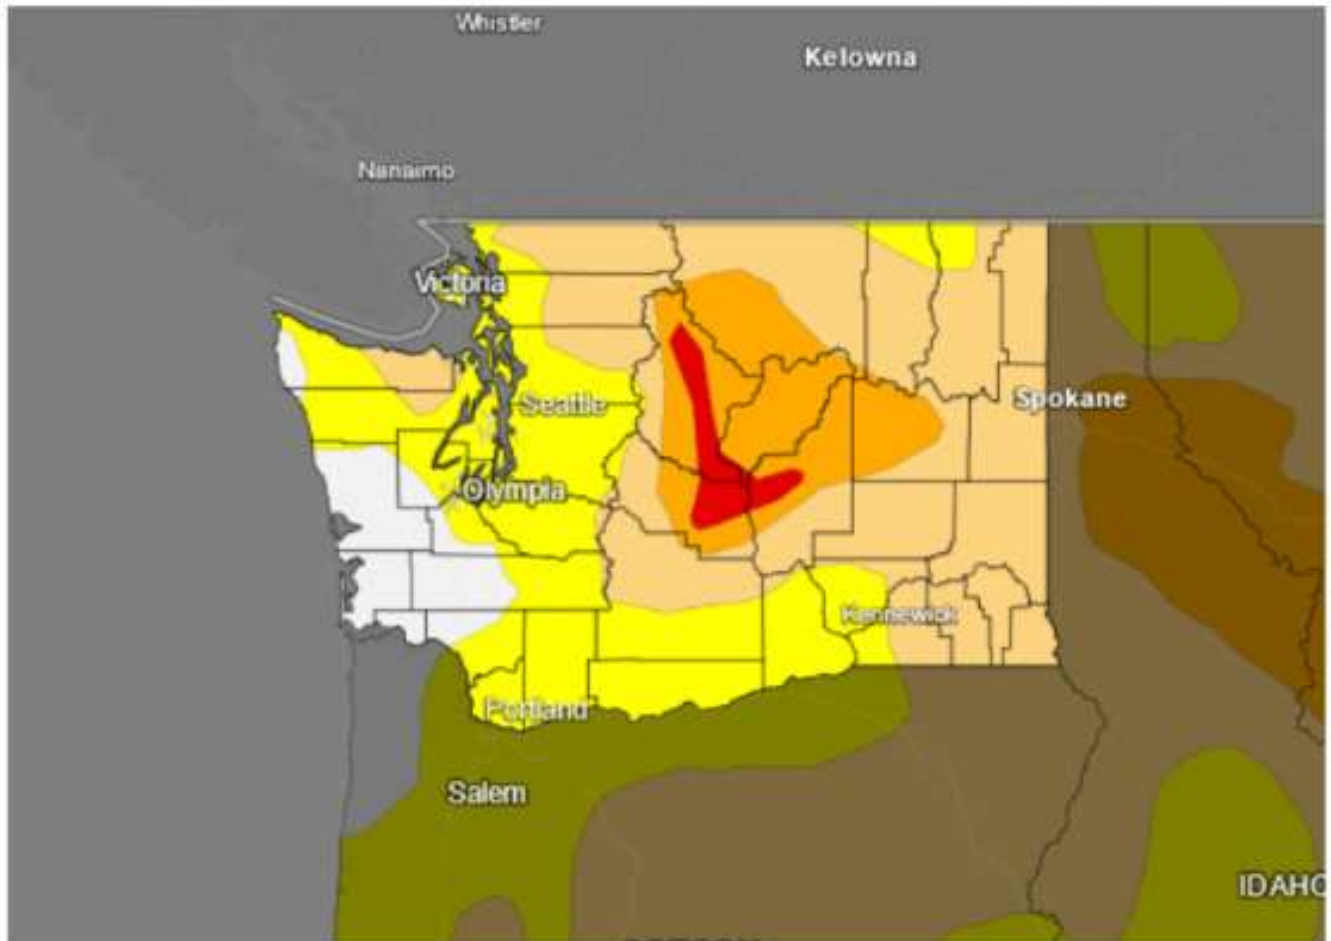 Whistler
Kelowna
Nanaimo
Victoria
Seattle
Spokane
Olympia
Kennewick
Portland
Salem
IDAHO